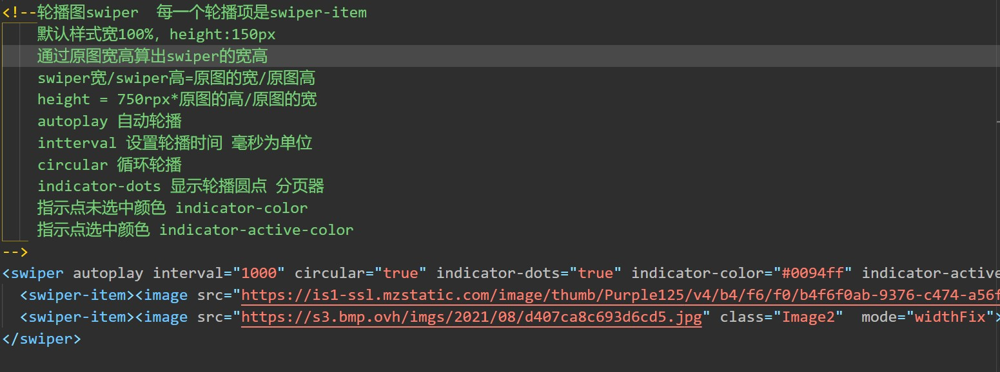 <!--轮播图swiper  每一个轮播项是swiper-item
默认样式宽100%, height:150px
通过原图宽高算出swiper的宽高
swiper宽/swiper高=原图的宽/原图高
height = 750rpx*原图的高/原图的宽
autoplay 自动轮播
intterval 设置轮播时间 毫秒为单位
circular 循环轮播
indicator-dots 显示轮播圆点 分页器
指示点未选中颜色 indicator-color
指示点选中颜色 indicator-active-color
-->
<swiper autoplay interval="1000" circular="true" indicator-dots="true" indicator-color="#0094ff" indicator-active
<swiper-item><image src="https://is1-ssl.mzstatic.com/image/thumb/Purple125/v4/b4/f6/f0/b4f6f0ab-9376-c474-a56f
<swiper-item><image src="https://s3.bmp.ovh/imgs/2021/08/d407ca8c693d6cd5.jpg" class="Image2"  mode="widthFix">
</swiper>